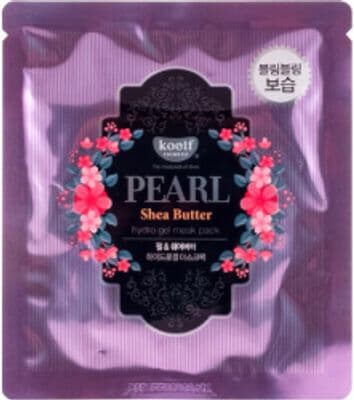 블링블링
보습
koelf
PEARL
Shea Butter
hydro gel mask pack
펄 & 쉐어버터
하이드로겔 마스크팩